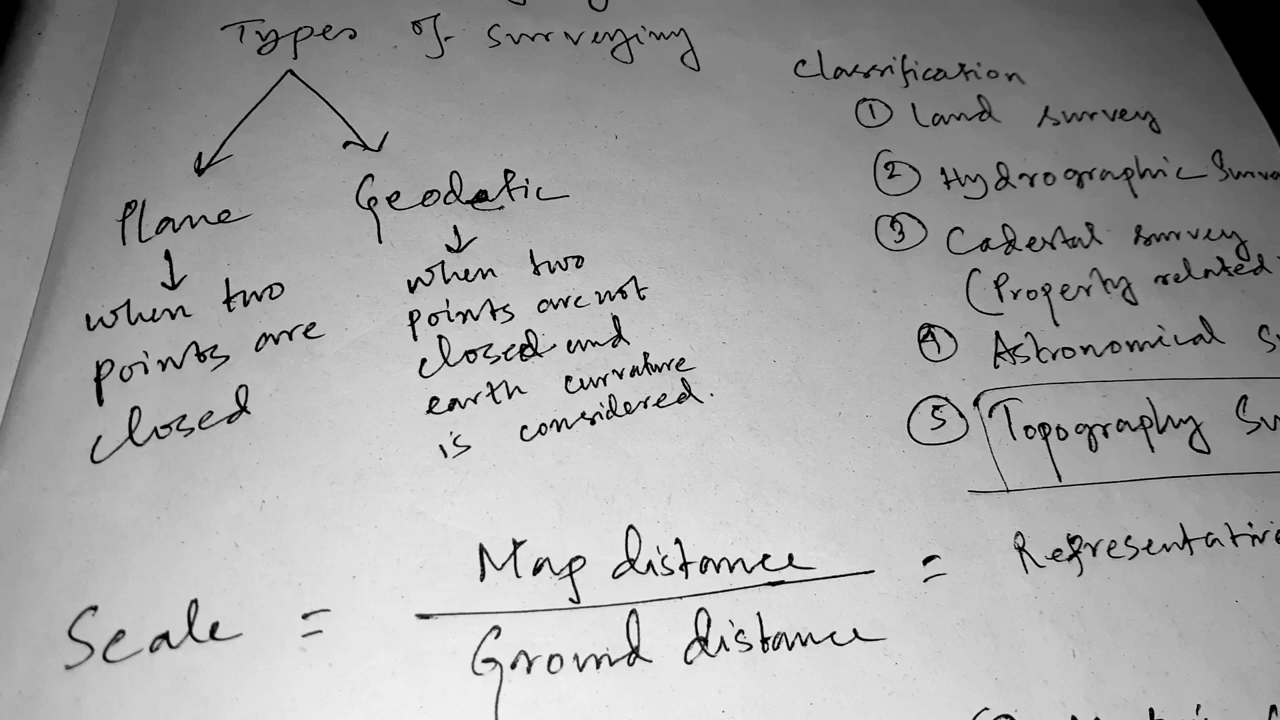 Types of surveying
Plane
when two
points are
closed
Geodetic
when two
points are not
closed and
earth curvature
is considered.
Classification
① Land survey
② Hydrographic
③ Cadestal survey
(Property related
④ Astronomical
⑤ Topography
Scale = Map distance / Ground distance =